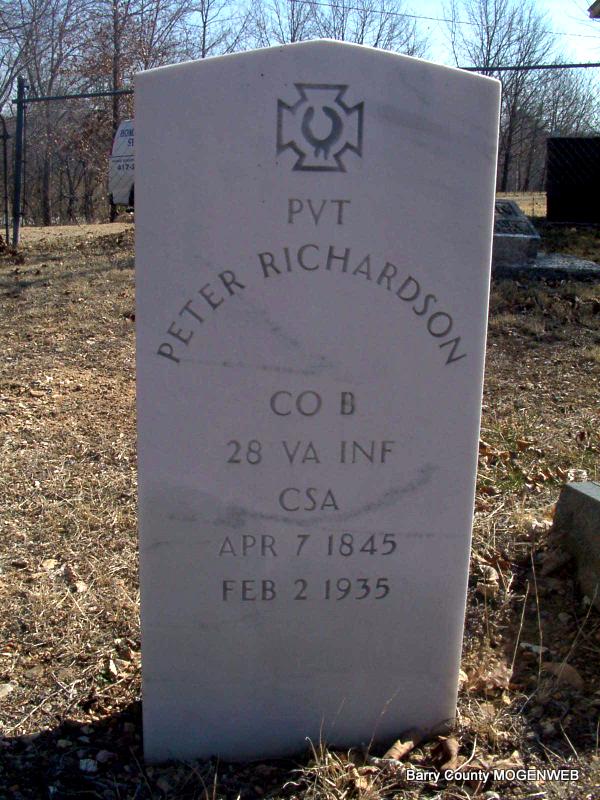 PVT
PETER RICHARDSON
CO B
28 VA INF
CSA
APR 7 1845
FEB 2 1935
Barry County MOGENWEB